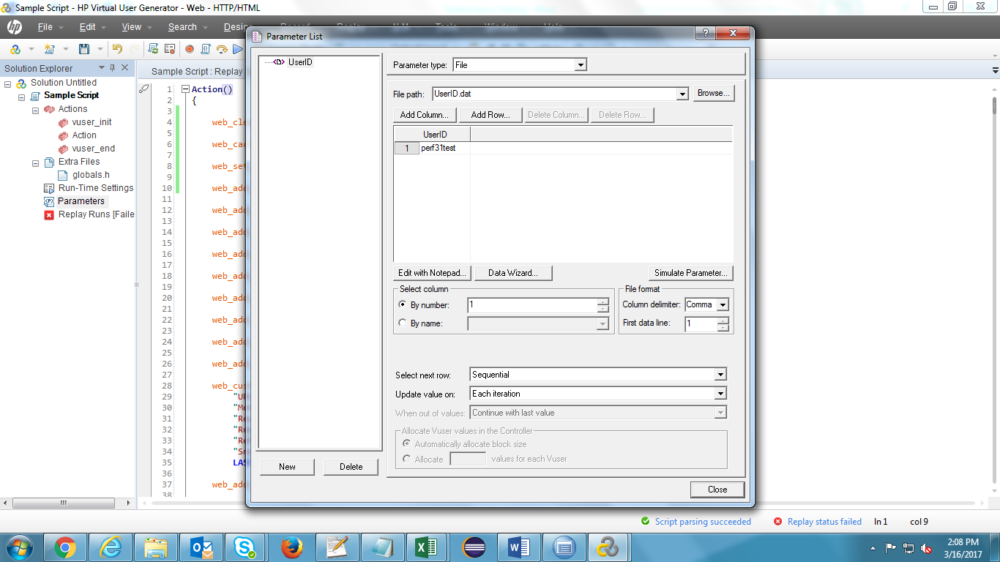 Sample Script - HP Virtual User Generator - Web - HTTP/HTML
hp File Edit View Search Design Record Replay Tools Window Help
Solution Explorer
Solution Untitled
Sample Script
Actions
vuser_init
Action
vuser_end
Extra Files
globals.h
Run-Time Settings
Parameters
Replay Runs [Faile
Sample Script : Replay
1 Action()
2 {
3
4 web_cle
5
6 web_cac
7
8 web_set
9
10 web_add
11
12 web_add
13
14 web_add
15
16 web_add
17
18 web_add
19
20 web_add
21
22 web_add
23
24 web_add
25
26 web_add
27
28 web_cus
29 "UR
30 "Me
31 "Re
32 "Re
33 "Re
34 "Sn
35 LAS
36
37 web_add
38
Parameter List
UserID
New
Delete
Parameter type: File
File path: UserID.dat Browse...
Add Column... Add Row... Delete Column... Delete Row...
UserID
1 perf31test
Edit with Notepad... Data Wizard... Simulate Parameter...
Select column
By number: 1
By name:
File format
Column delimiter: Comma
First data line: 1
Select next row: Sequential
Update value on: Each iteration
When out of values: Continue with last value
Allocate Vuser values in the Controller
Automatically allocate block size
Allocate values for each Vuser
Close
Script parsing succeeded Replay status failed ln 1 col 9
2:08 PM
3/16/2017